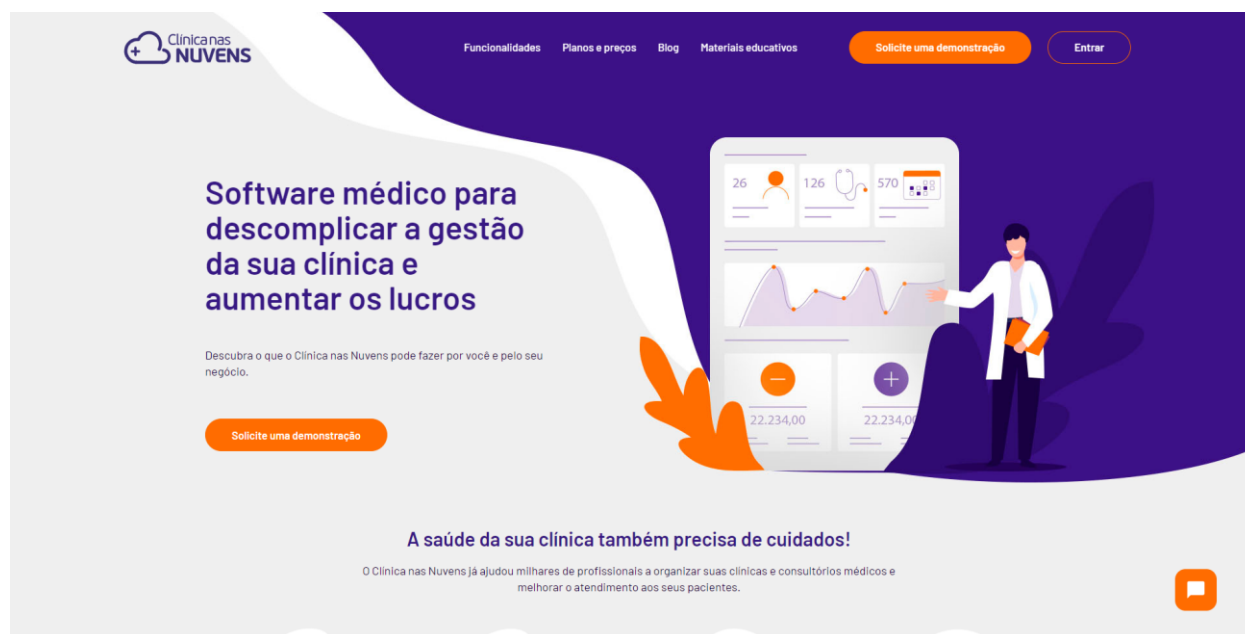 Clínica nas
NUVENS
Funcionalidades
Planos e preços
Blog
Materiais educativos
Solicite uma demonstração
Entrar
Software médico para
descomplicar a gestão
da sua clínica e
aumentar os lucros
Descubra o que o Clínica nas Nuvens pode fazer por você e pelo seu
negócio.
Solicite uma demonstração
26
126
570
22.234,00
22.234,0
A saúde da sua clínica também precisa de cuidados!
O Clínica nas Nuvens já ajudou milhares de profissionais a organizar suas clínicas e consultórios médicos e
melhorar o atendimento aos seus pacientes.